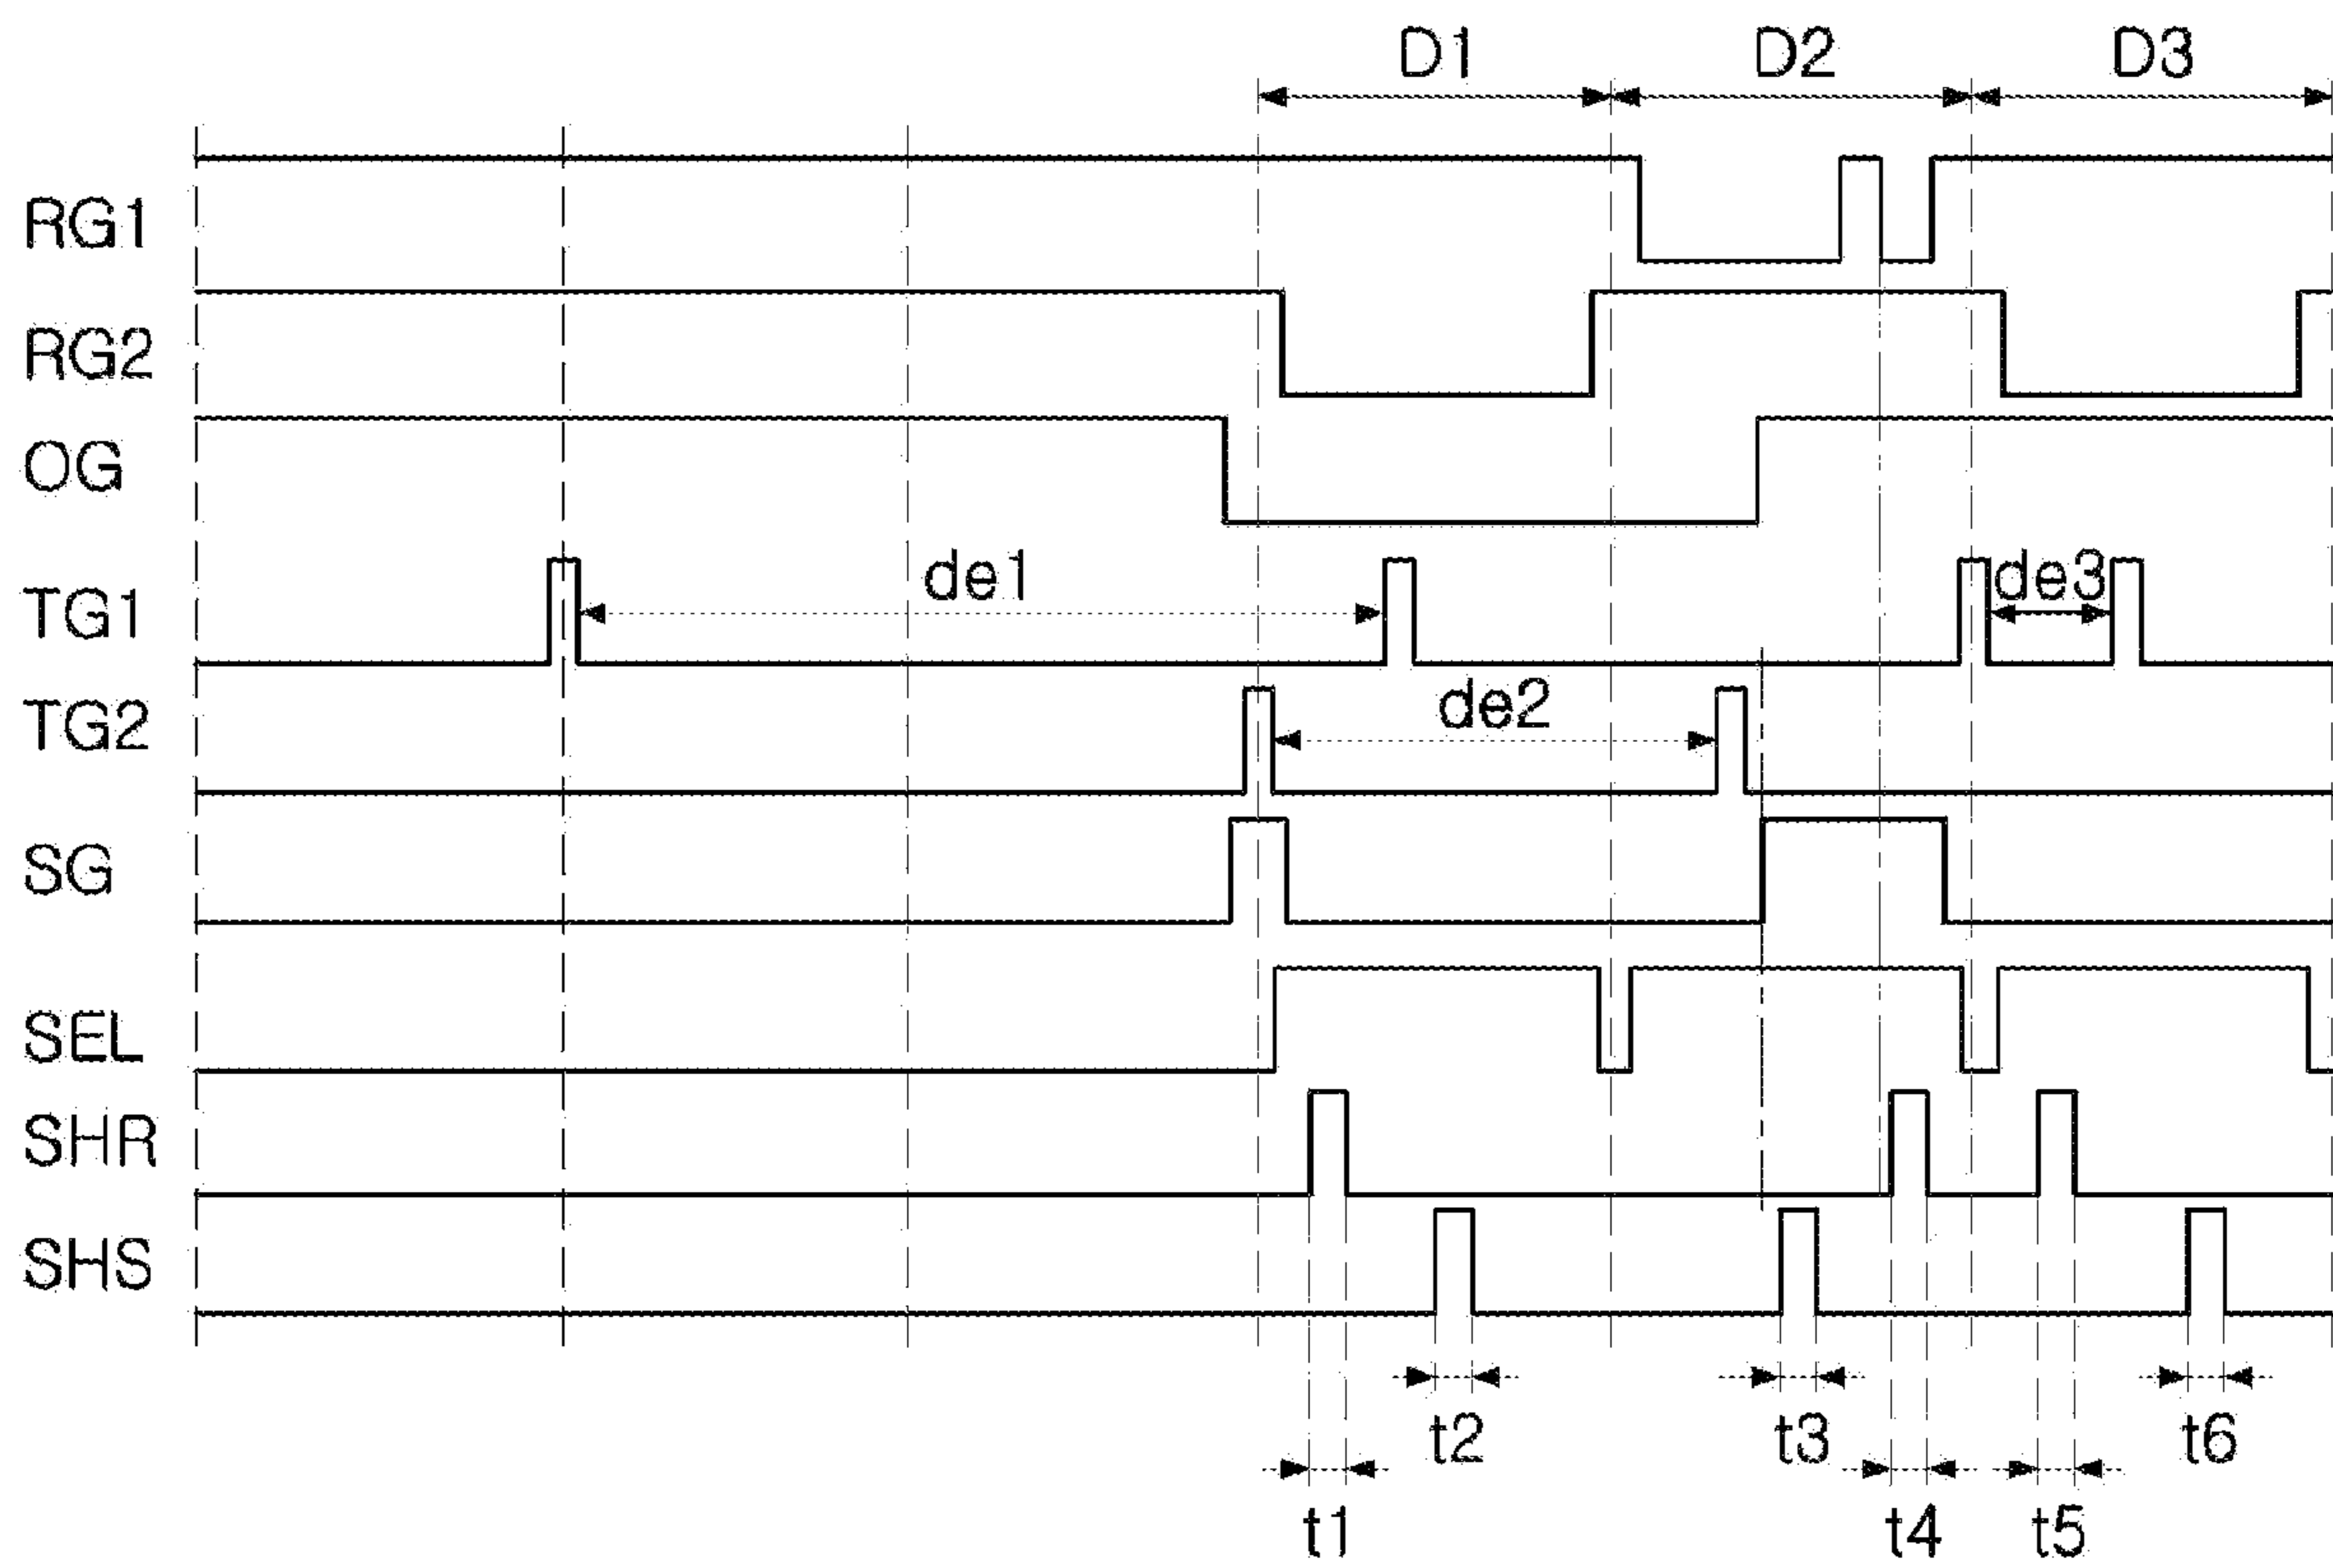 D1 D2 D3
RG1
RG2
OG
TG1 de1 de3
TG2 de2
SG
SEL
SHR
SHS
t2 t3 t6
t1 t4 t5